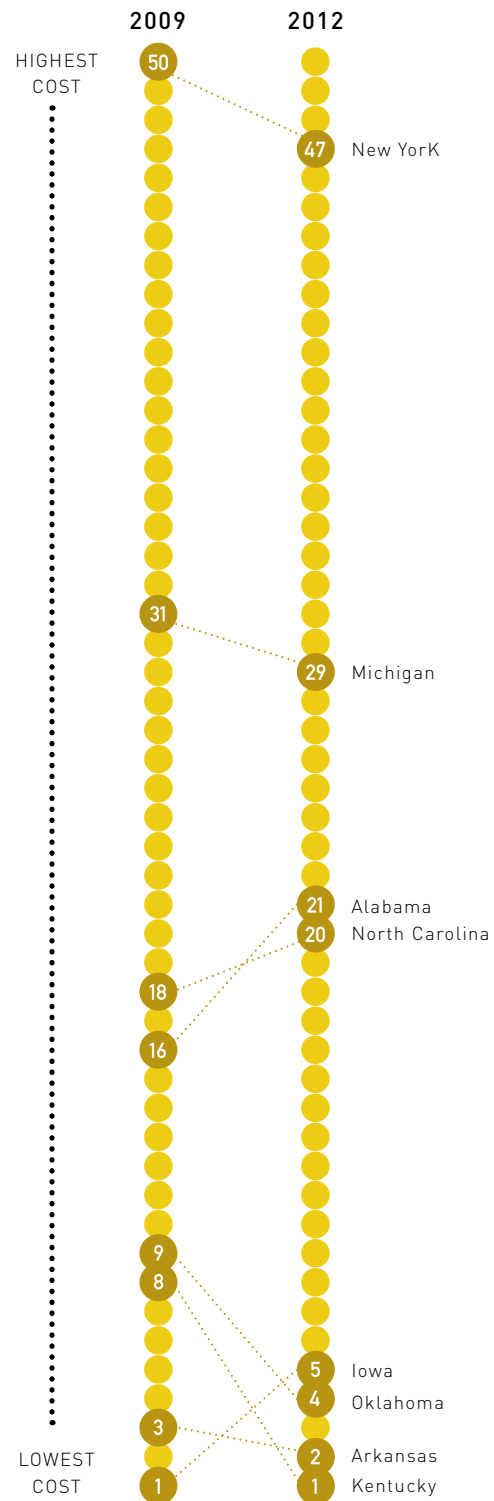 2009 2012
HIGHEST
COST
50
47 New YorK
31
29 Michigan
21 Alabama
20 North Carolina
18
16
9
8
5 Iowa
4 Oklahoma
3
2 Arkansas
LOWEST
COST
1 1 Kentucky